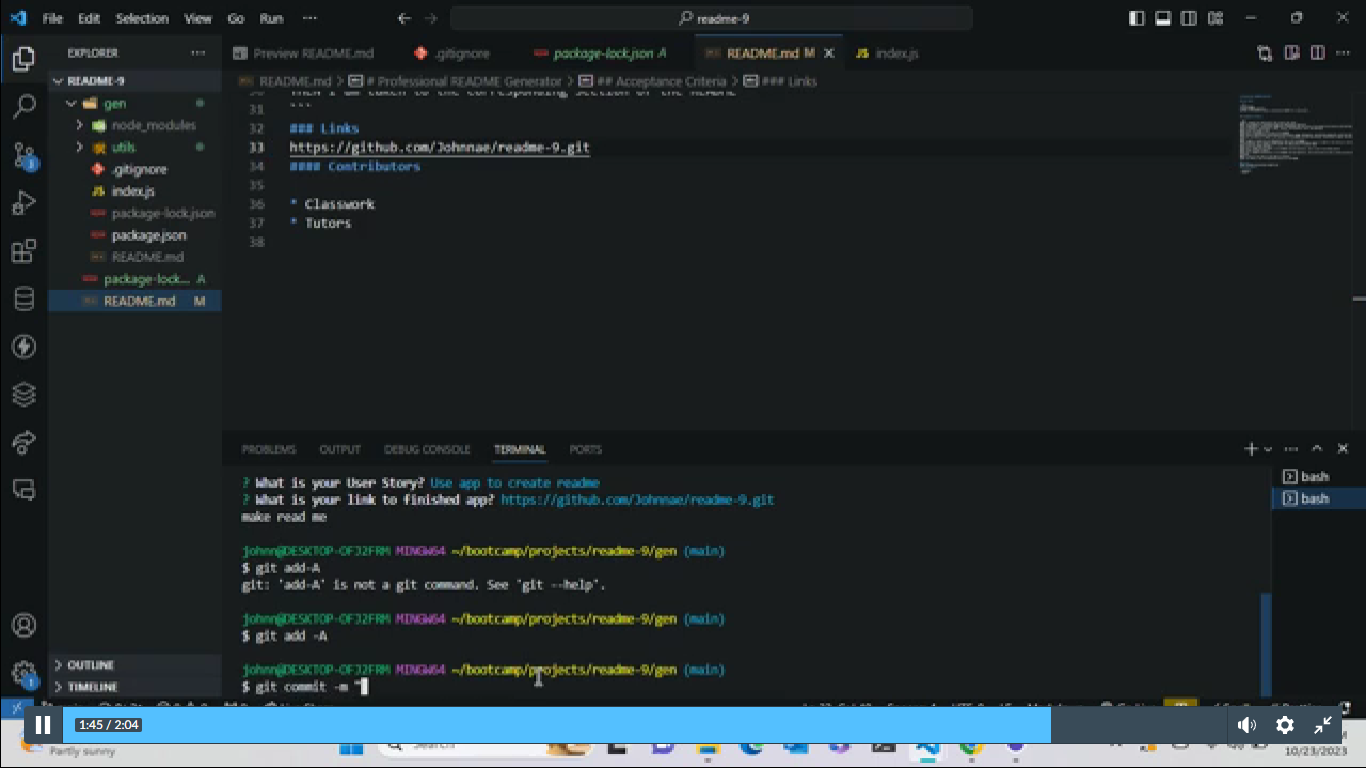 File Edit Selection View Go Run ··· readme-9
EXPLORER ···
README-9
gen
node_modules
utils
.gitignore
index.js
package-lock.json
package.json
README.md
package-lock... A
README.md M
OUTLINE
TIMELINE
Preview README.md .gitignore package-lock.json A README.md M index.js
README.md > # Professional README Generator > ## Acceptance Criteria > ### Links
31 ```
32 ### Links
33 https://github.com/Johnnae/readme-9.git
34 #### Contributors
35
36 * Classwork
37 * Tutors
38
PROBLEMS OUTPUT DEBUG CONSOLE TERMINAL PORTS
? What is your User Story? Use app to create readme
? What is your link to finished app? https://github.com/Johnnae/readme-9.git
make read me
johnn@DESKTOP-OFJ2FRM MINGW64 ~/bootcamp/projects/readme-9/gen (main)
$ git add-A
git: 'add-A' is not a git command. See 'git --help'.
johnn@DESKTOP-OFJ2FRM MINGW64 ~/bootcamp/projects/readme-9/gen (main)
$ git add -A
johnn@DESKTOP-OFJ2FRM MINGW64 ~/bootcamp/projects/readme-9/gen (main)
$ git commit -m "
bash
bash
1:45 / 2:04
Partly sunny
Search
10/23/2023